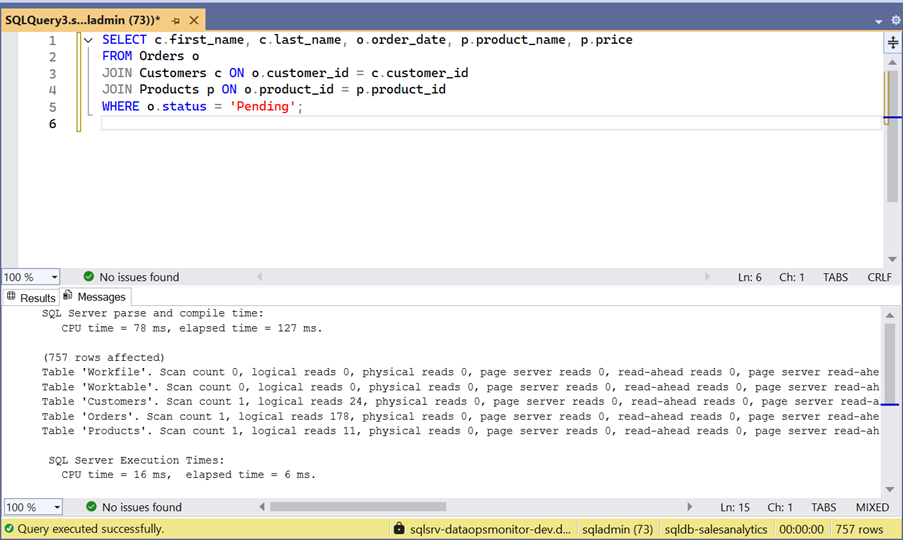 SQLQuery3.s...ladmin (73))*
1 SELECT c.first_name, c.last_name, o.order_date, p.product_name, p.price
2 FROM Orders o
3 JOIN Customers c ON o.customer_id = c.customer_id
4 JOIN Products p ON o.product_id = p.product_id
5 WHERE o.status = 'Pending';
6
100 % No issues found Ln: 6 Ch: 1 TABS CRLF
Results Messages
SQL Server parse and compile time:
CPU time = 78 ms, elapsed time = 127 ms.
(757 rows affected)
Table 'Workfile'. Scan count 0, logical reads 0, physical reads 0, page server reads 0, read-ahead reads 0, page server read-ahe
Table 'Worktable'. Scan count 0, logical reads 0, physical reads 0, page server reads 0, read-ahead reads 0, page server read-ah
Table 'Customers'. Scan count 1, logical reads 24, physical reads 0, page server reads 0, read-ahead reads 0, page server read-a
Table 'Orders'. Scan count 1, logical reads 178, physical reads 0, page server reads 0, read-ahead reads 0, page server read-ahe
Table 'Products'. Scan count 1, logical reads 11, physical reads 0, page server reads 0, read-ahead reads 0, page server read-ah
SQL Server Execution Times:
CPU time = 16 ms, elapsed time = 6 ms.
100 % No issues found Ln: 15 Ch: 1 TABS MIXED
Query executed successfully. sqlsrv-dataopsmonitor-dev.d... sqladmin (73) sqldb-salesanalytics 00:00:00 757 rows